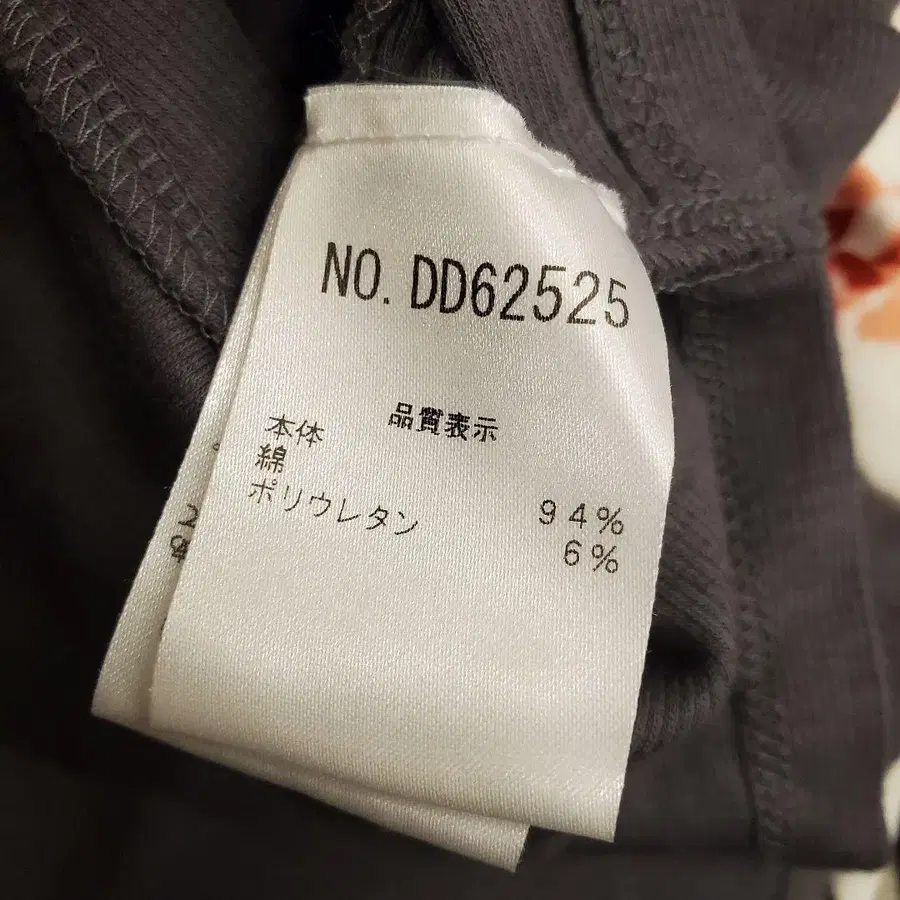 NO. DD62525
品質表示
本体
綿 94%
ポリウレタン 6%